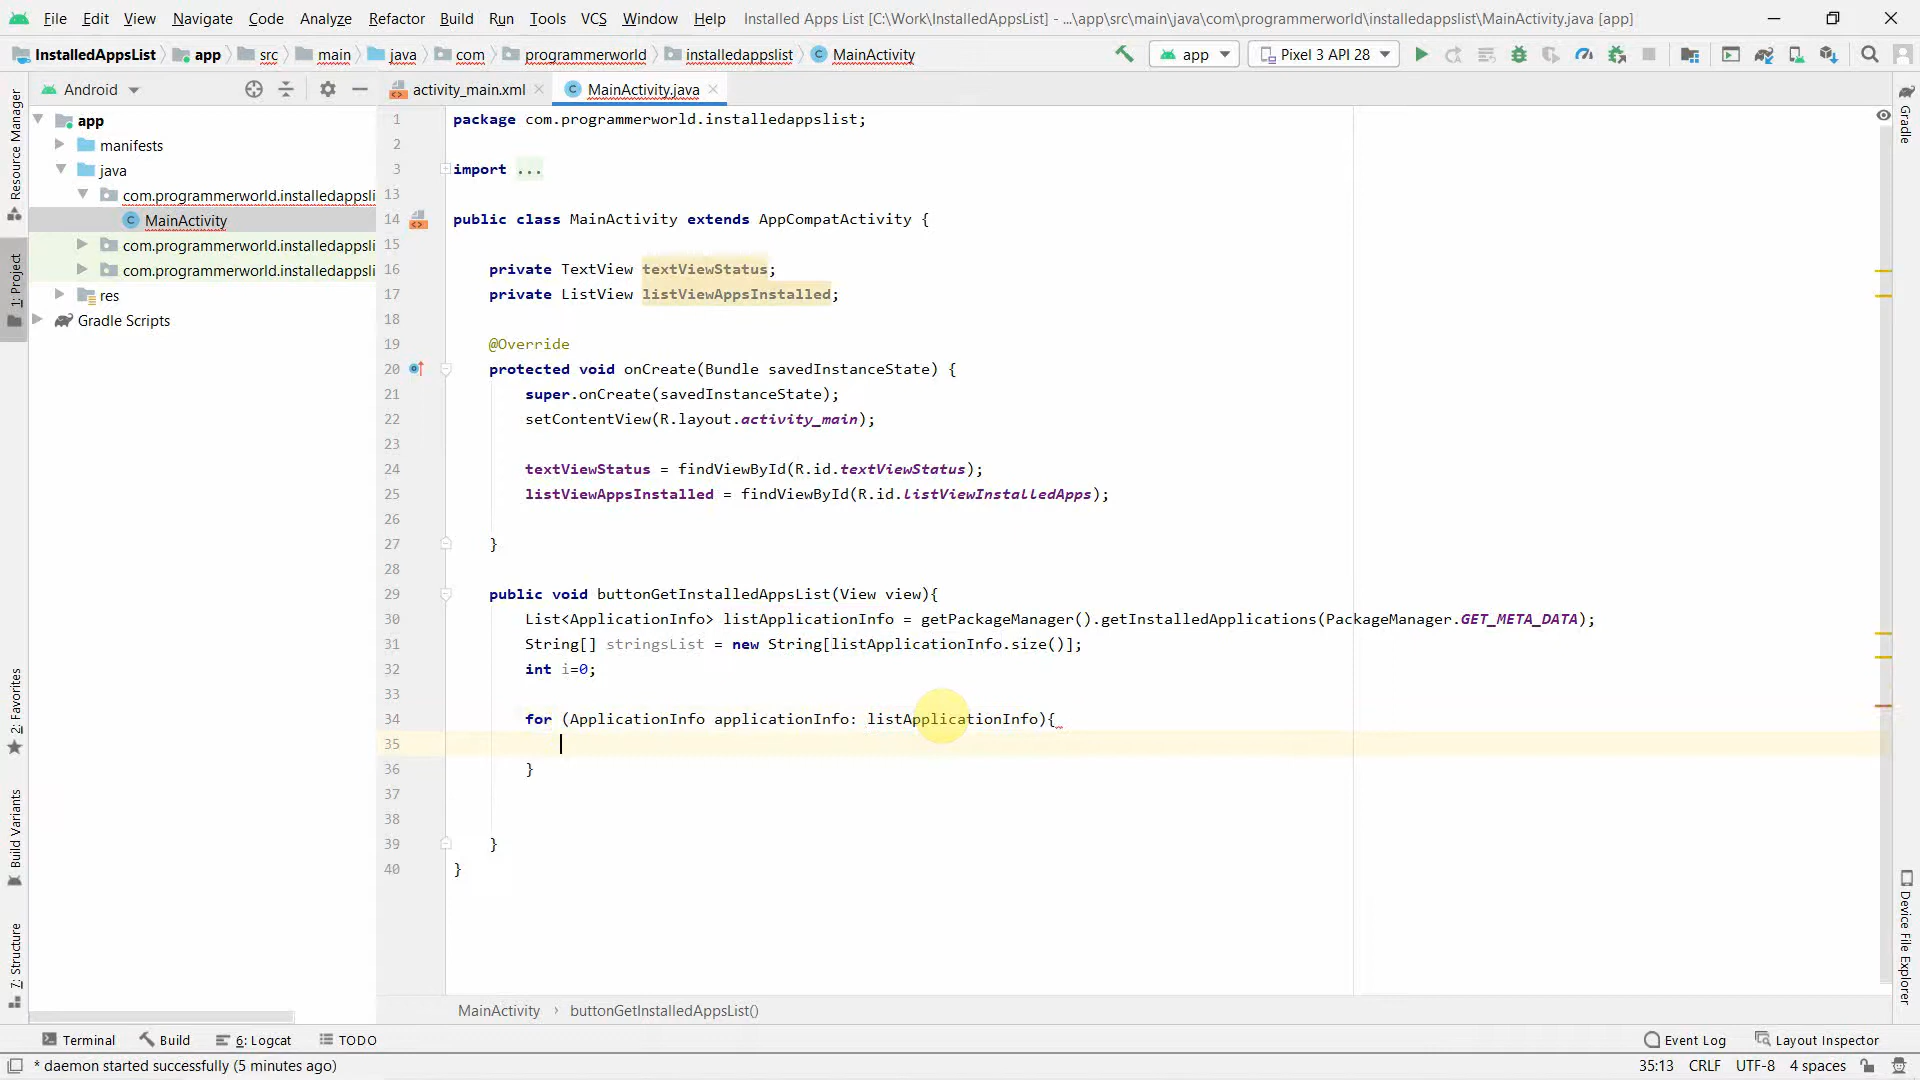 File Edit View Navigate Code Analyze Refactor Build Run Tools VCS Window Help Installed Apps List [C:\Work\InstalledAppsList] - ...\app\src\main\java\com\programmerworld\installedappslist\MainActivity.java [app]
InstalledAppsList app src main java com programmerworld installedappslist MainActivity app Pixel 3 API 28
Android activity_main.xml MainActivity.java
Resource Manager
1: Project
2: Favorites
Build Variants
7: Structure
app
manifests
java
com.programmerworld.installedappsli
MainActivity
com.programmerworld.installedappsli
com.programmerworld.installedappsli
res
Gradle Scripts
1 package com.programmerworld.installedappslist;
2
3 import ...
13
14 public class MainActivity extends AppCompatActivity {
15
16 private TextView textViewStatus;
17 private ListView listViewAppsInstalled;
18
19 @Override
20 protected void onCreate(Bundle savedInstanceState) {
21 super.onCreate(savedInstanceState);
22 setContentView(R.layout.activity_main);
23
24 textViewStatus = findViewById(R.id.textViewStatus);
25 listViewAppsInstalled = findViewById(R.id.listViewInstalledApps);
26
27 }
28
29 public void buttonGetInstalledAppsList(View view){
30 List<ApplicationInfo> listApplicationInfo = getPackageManager().getInstalledApplications(PackageManager.GET_META_DATA);
31 String[] stringsList = new String[listApplicationInfo.size()];
32 int i=0;
33
34 for (ApplicationInfo applicationInfo: listApplicationInfo){
35
36 }
37
38
39 }
40 }
Gradle
Device File Explorer
MainActivity › buttonGetInstalledAppsList()
Terminal Build 6: Logcat TODO Event Log Layout Inspector
* daemon started successfully (5 minutes ago) 35:13 CRLF UTF-8 4 spaces